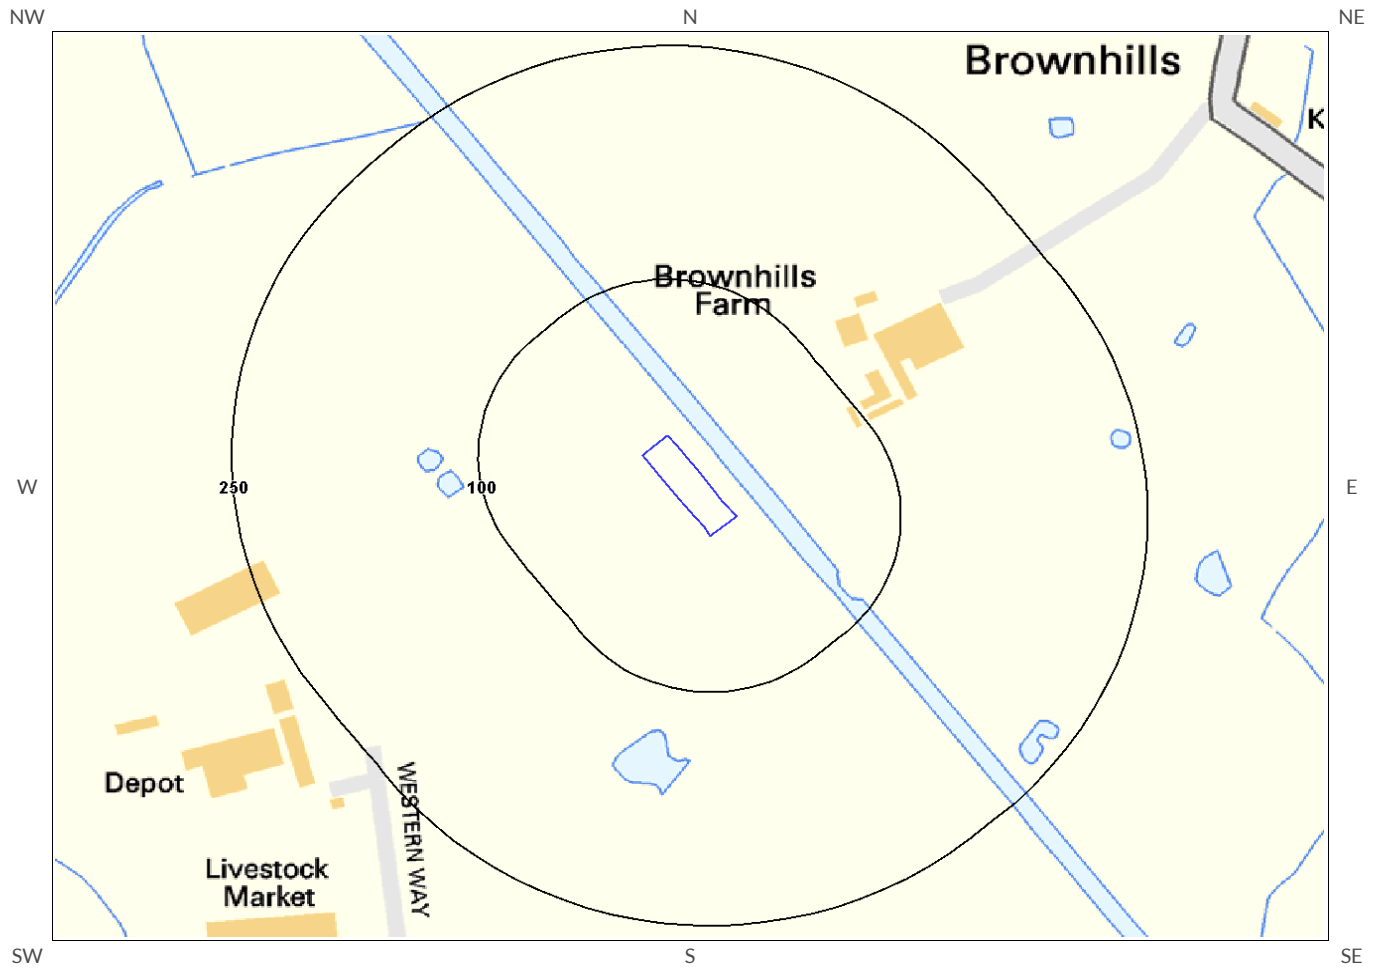 NW
N
NE
Brownhills
K
Brownhills
Farm
W
250
100
E
WESTERN WAY
Depot
Livestock
Market
SW
S
SE